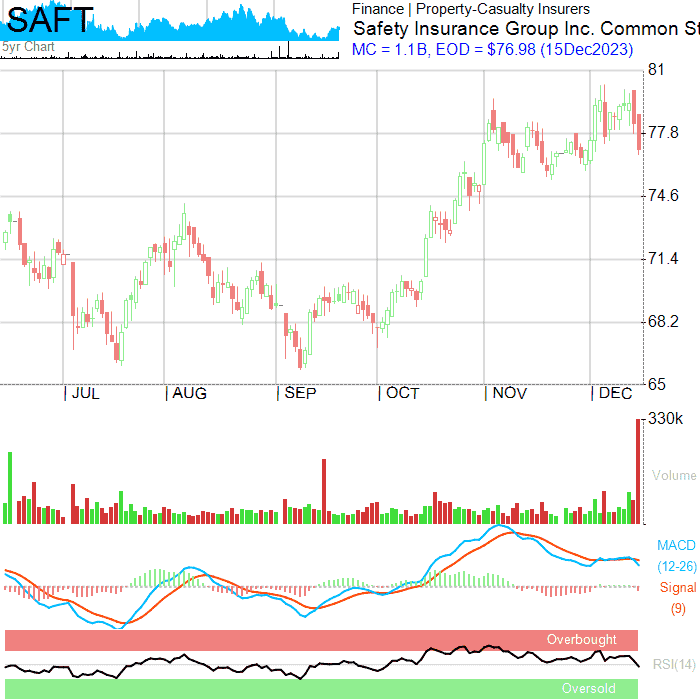 SAFT
Finance | Property-Casualty Insurers
Safety Insurance Group Inc. Common St
5yr Chart
MC = 1.1B, EOD = $76.98 (15Dec2023)
81
77.8
74.6
71.4
68.2
65
JUL AUG SEP OCT NOV DEC
330k
Volume
MACD
(12-26)
Signal
(9)
Overbought
RSI(14)
Oversold